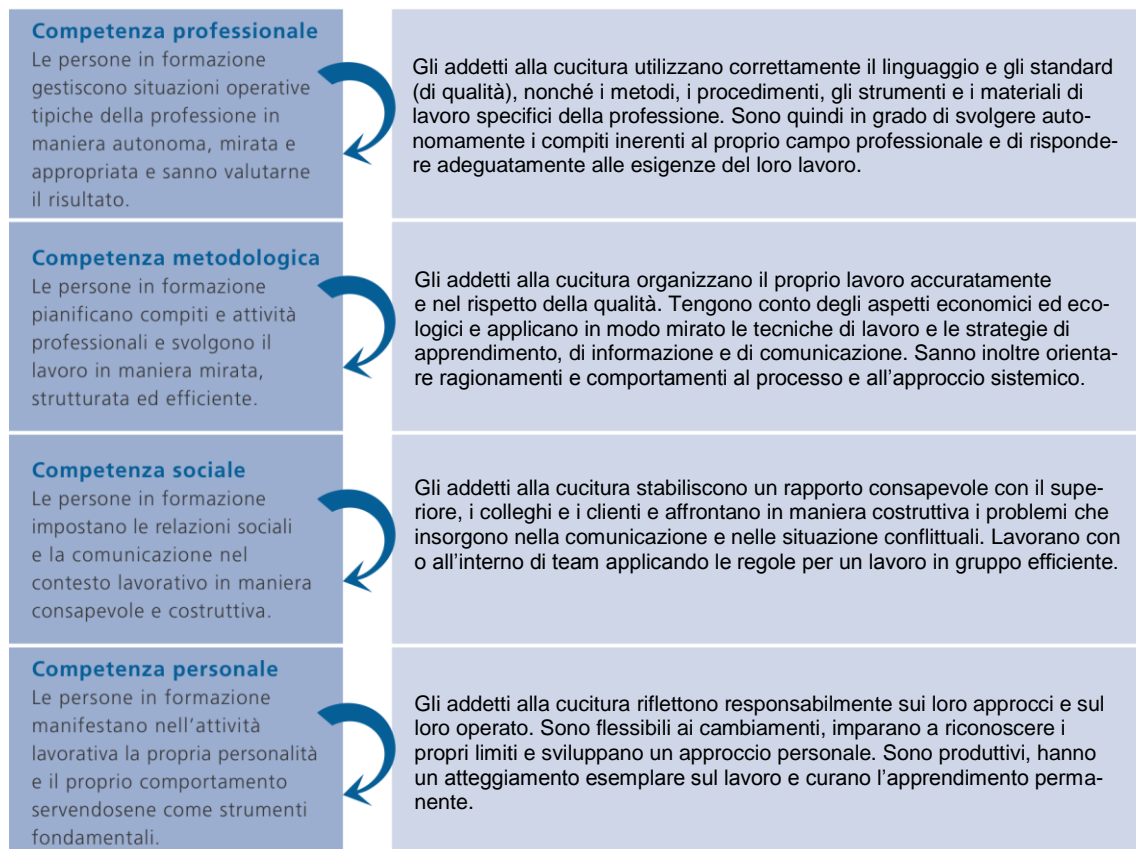 Competenza professionale
Le persone in formazione
gestiscono situazioni operative
tipiche della professione in
maniera autonoma, mirata e
appropriata e sanno valutarne
il risultato.
Gli addetti alla cucitura utilizzano correttamente il linguaggio e gli standard
(di qualità), nonché i metodi, i procedimenti, gli strumenti e i materiali di
lavoro specifici della professione. Sono quindi in grado di svolgere auto-
nomamente i compiti inerenti al proprio campo professionale e di risponde-
re adeguatamente alle esigenze del loro lavoro.
Competenza metodologica
Le persone in formazione
pianificano compiti e attività
professionali e svolgono il
lavoro in maniera mirata,
strutturata ed efficiente.
Gli addetti alla cucitura organizzano il proprio lavoro accuratamente
e nel rispetto della qualità. Tengono conto degli aspetti economici ed eco-
logici e applicano in modo mirato le tecniche di lavoro e le strategie di
apprendimento, di informazione e di comunicazione. Sanno inoltre orienta-
re ragionamenti e comportamenti al processo e all'approccio sistemico.
Competenza sociale
Le persone in formazione
impostano le relazioni sociali
e la comunicazione nel
contesto lavorativo in maniera
consapevole e costruttiva.
Gli addetti alla cucitura stabiliscono un rapporto consapevole con il supe-
riore, i colleghi e i clienti e affrontano in maniera costruttiva i problemi che
insorgono nella comunicazione e nelle situazione conflittuali. Lavorano con
o all'interno di team applicando le regole per un lavoro in gruppo efficiente.
Competenza personale
Le persone in formazione
manifestano nell'attività
lavorativa la propria personalità
e il proprio comportamento
servendosene come strumenti
fondamentali.
Gli addetti alla cucitura riflettono responsabilmente sui loro approcci e sul
loro operato. Sono flessibili ai cambiamenti, imparano a riconoscere i
propri limiti e sviluppano un approccio personale. Sono produttivi, hanno
un atteggiamento esemplare sul lavoro e curano l'apprendimento perma-
nente.